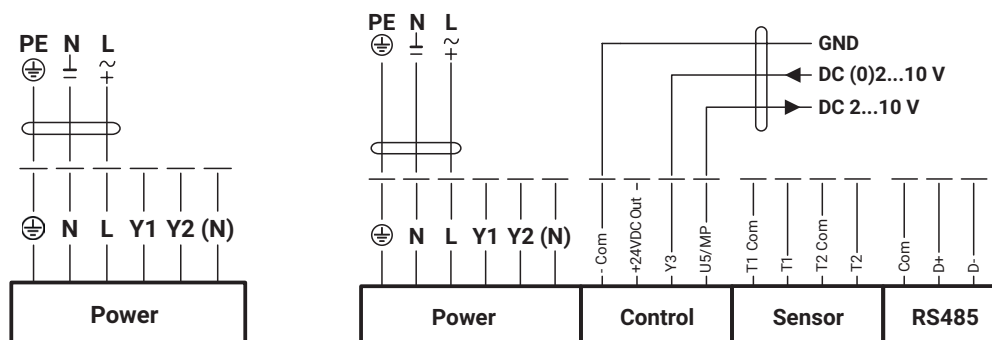 PE N L
N L Y1 Y2 (N)
Power
PE N L
GND
DC (0)2...10 V
DC 2...10 V
N L Y1 Y2 (N)
- Com
+24VDC Out
Y3
U5/MP
T1 Com
T1
T2 Com
T2
Com
D+
D-
Power
Control
Sensor
RS485